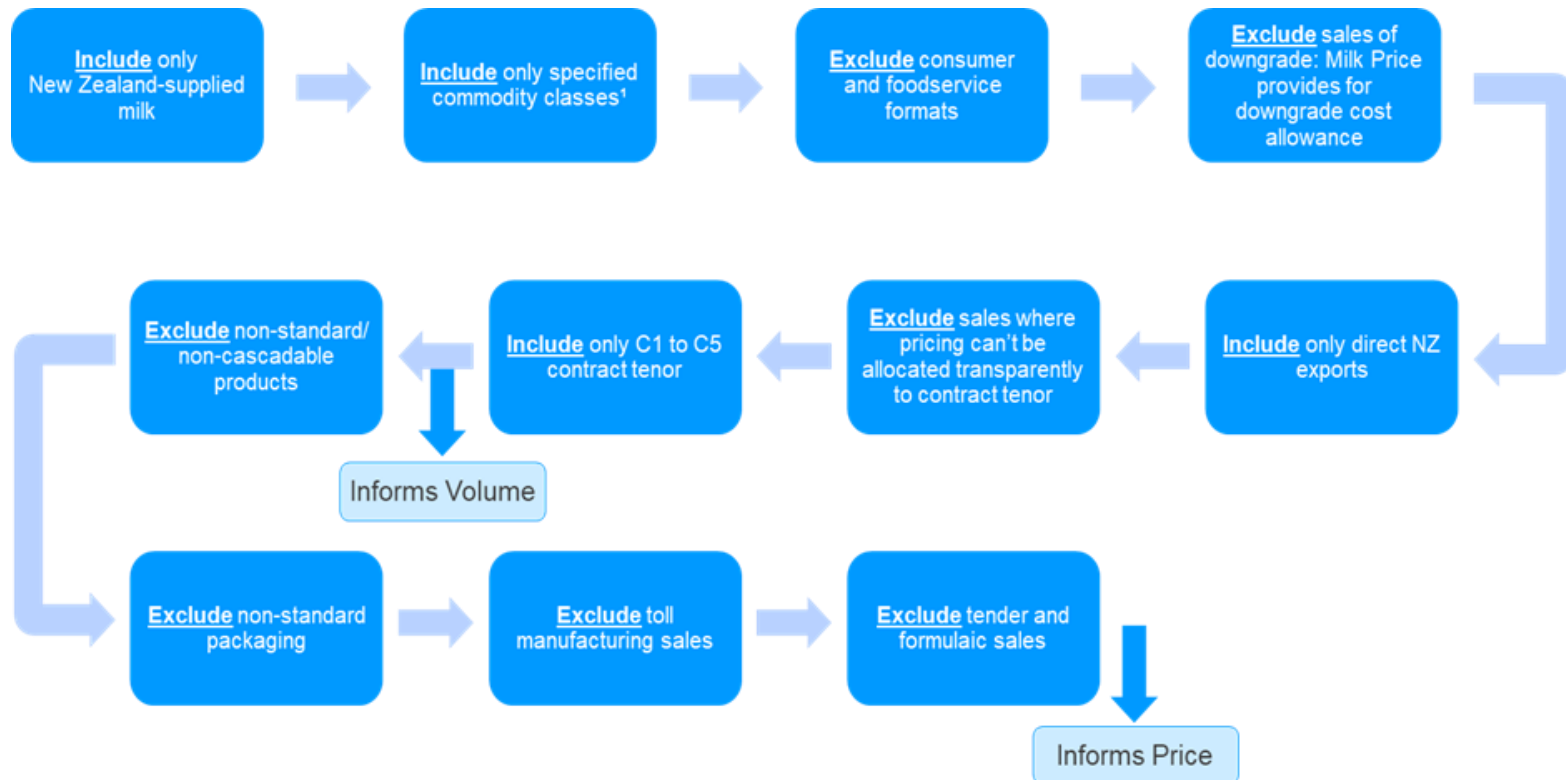 Include only
New Zealand-supplied
milk
Include only specified
commodity classes¹
Exclude consumer
and foodservice
formats
Exclude sales of
downgrade: Milk Price
provides for
downgrade cost
allowance
Include only direct NZ
exports
Exclude sales where
pricing can't be
allocated transparently
to contract tenor
Include only C1 to C5
contract tenor
Exclude non-standard/
non-cascadable
products
Informs Volume
Exclude non-standard
packaging
Exclude toll
manufacturing sales
Exclude tender and
formulaic sales
Informs Price